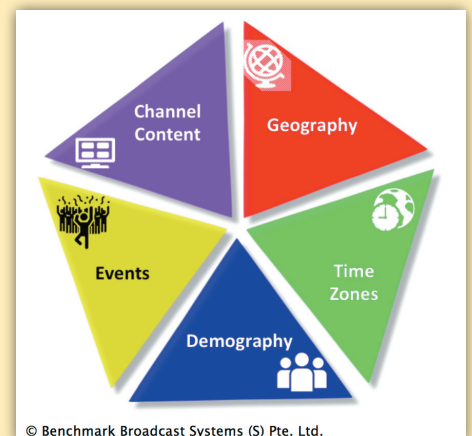 Channel
Content
Geography
Events
Time
Zones
Demography
© Benchmark Broadcast Systems (S) Pte. Ltd.